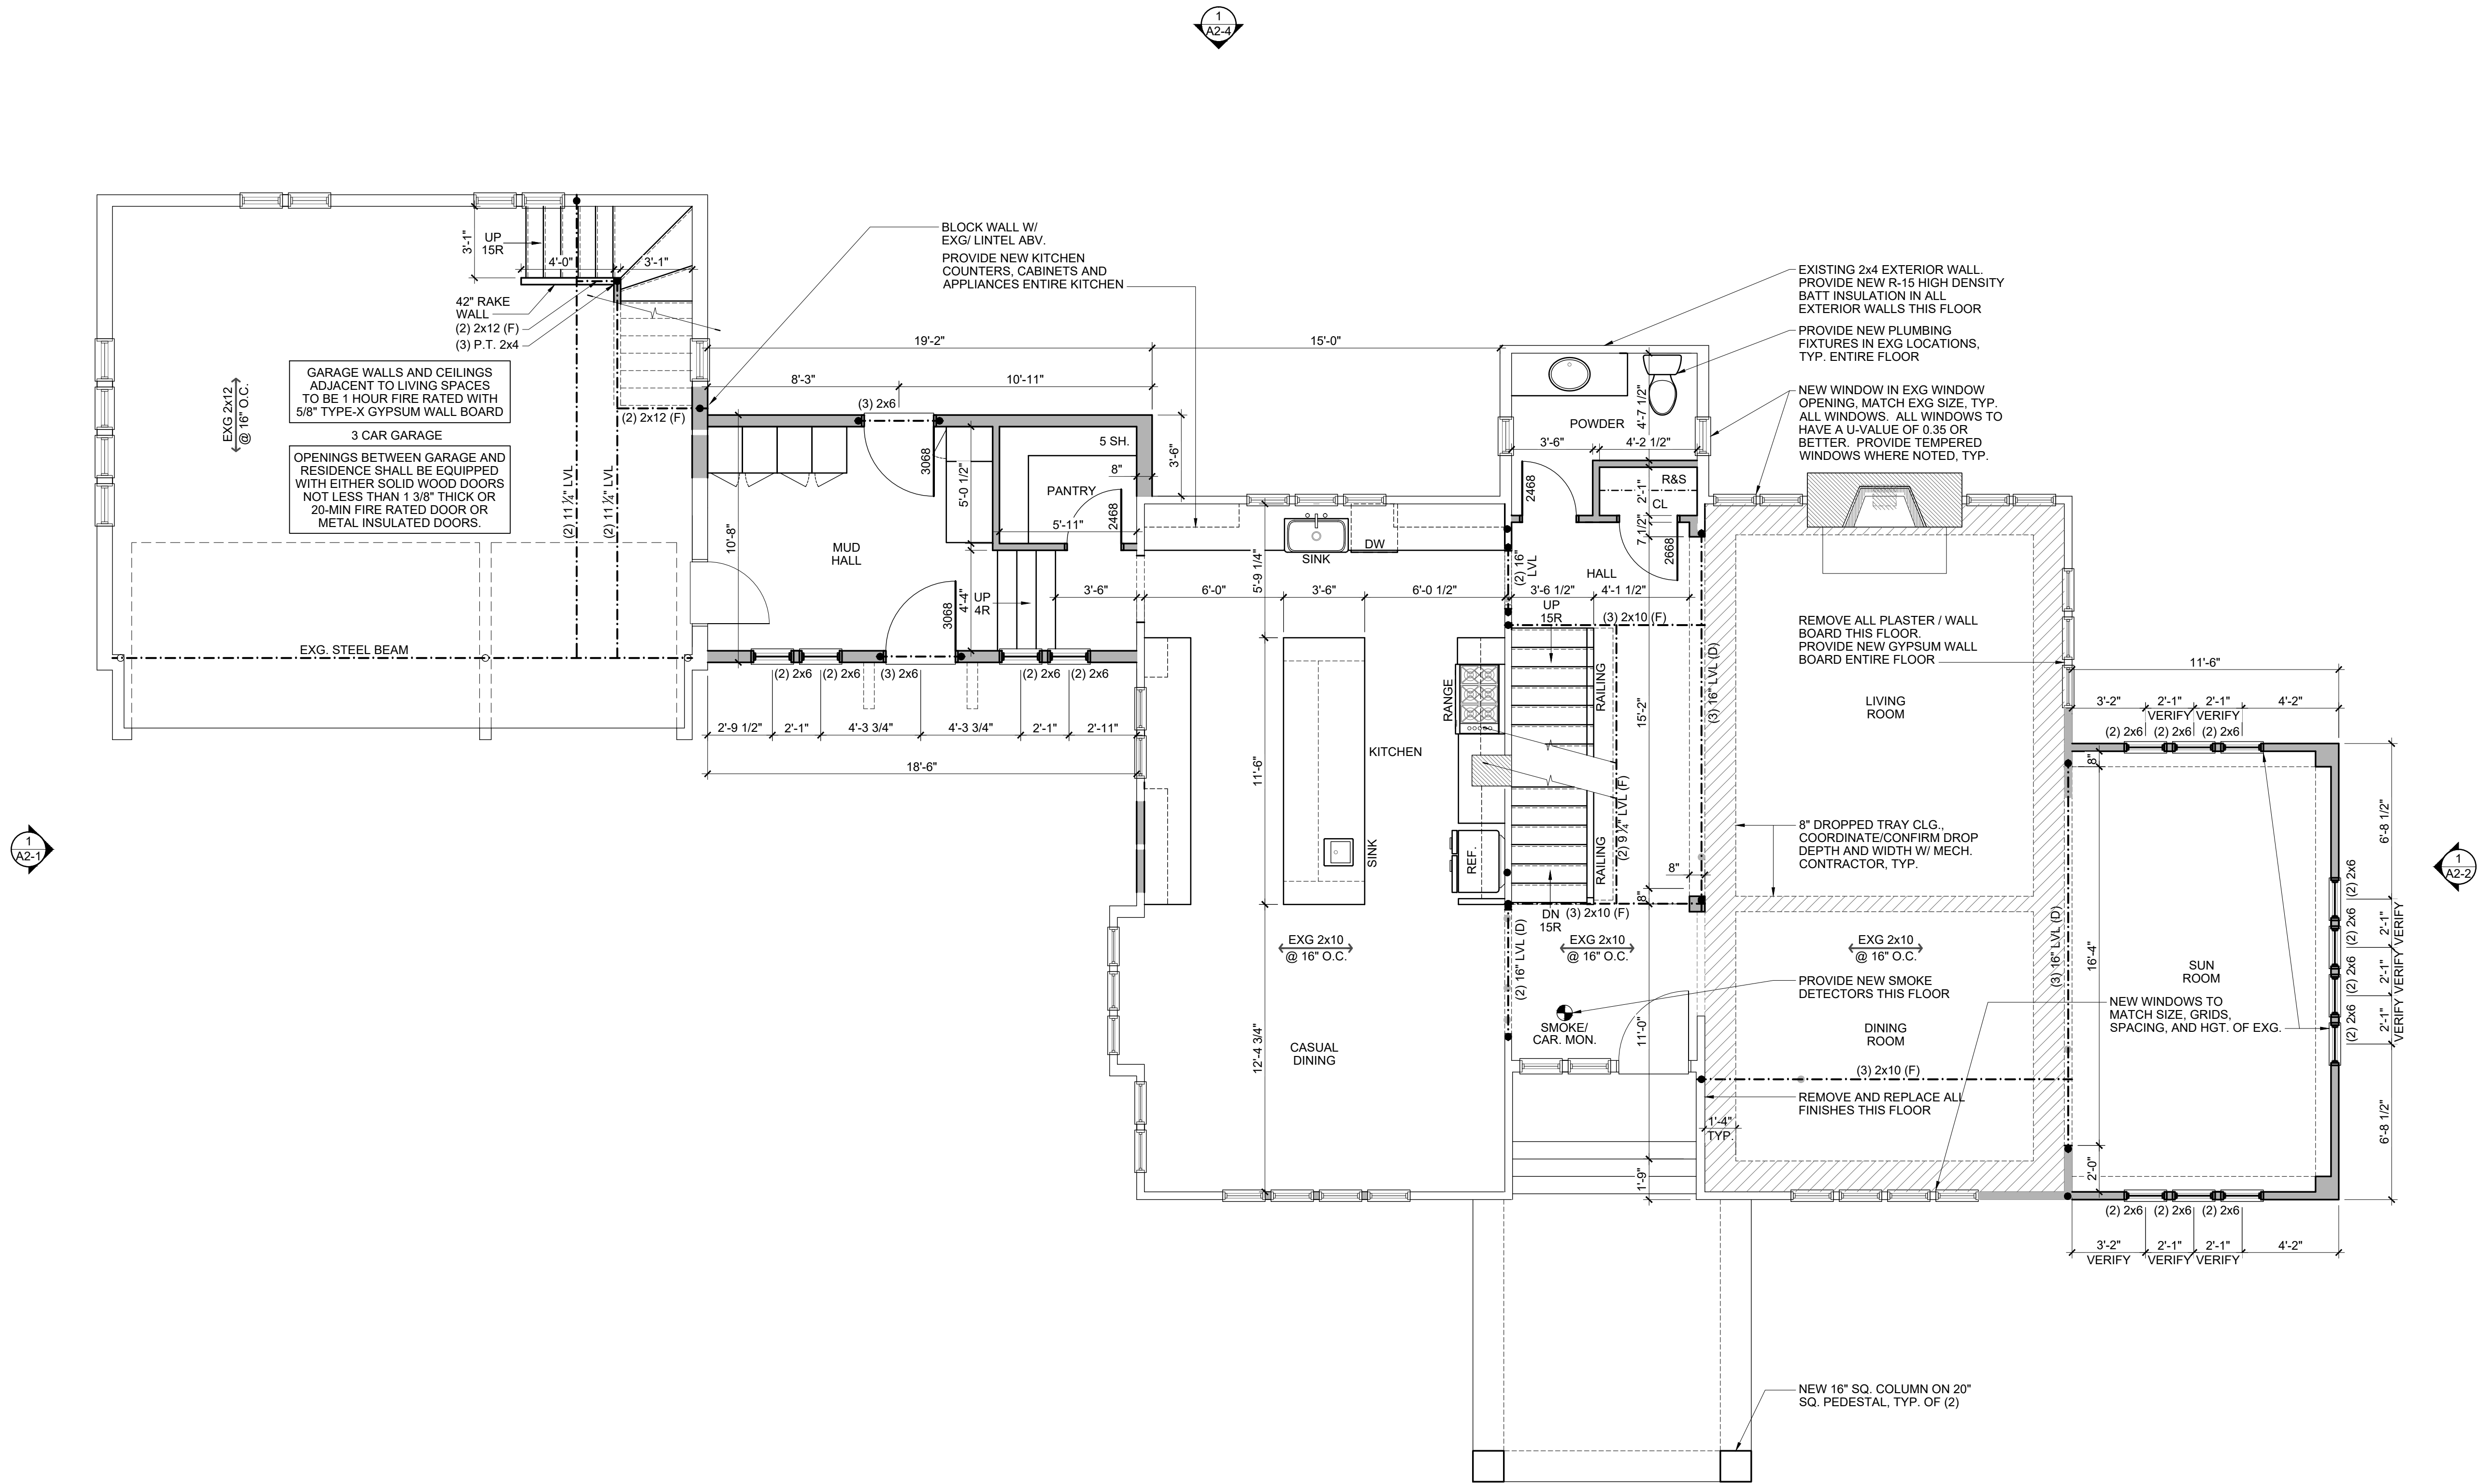 1
A2-4
BLOCK WALL W/
EXG/ LINTEL ABV.
PROVIDE NEW KITCHEN
COUNTERS, CABINETS AND
APPLIANCES ENTIRE KITCHEN
3'-1"
UP
15R
4'-0"
3'-1"
42" RAKE
WALL
(2) 2x12 (F)
(3) P.T. 2x4
EXG 2x12
@ 16" O.C.
GARAGE WALLS AND CEILINGS
ADJACENT TO LIVING SPACES
TO BE 1 HOUR FIRE RATED WITH
5/8" TYPE-X GYPSUM WALL BOARD
3 CAR GARAGE
OPENINGS BETWEEN GARAGE AND
RESIDENCE SHALL BE EQUIPPED
WITH EITHER SOLID WOOD DOORS
NOT LESS THAN 1 3/8" THICK OR
20-MIN FIRE RATED DOOR OR
METAL INSULATED DOORS.
(2) 11 1/4" LVL
(2) 11 1/4" LVL
(2) 2x12 (F)
EXG. STEEL BEAM
19'-2"
15'-0"
8'-3"
10'-11"
(3) 2x6
3'-6"
10'-8"
3068
5'-0 1/2"
5 SH.
8"
PANTRY
5'-11"
2468
MUD
HALL
3068
4'-4"
UP
4R
3'-6"
(2) 2x6
(2) 2x6
(3) 2x6
(2) 2x6
(2) 2x6
2'-9 1/2"
2'-1"
4'-3 3/4"
4'-3 3/4"
2'-1"
2'-11"
18'-6"
EXISTING 2x4 EXTERIOR WALL.
PROVIDE NEW R-15 HIGH DENSITY
BATT INSULATION IN ALL
EXTERIOR WALLS THIS FLOOR
PROVIDE NEW PLUMBING
FIXTURES IN EXG LOCATIONS,
TYP. ENTIRE FLOOR
NEW WINDOW IN EXG WINDOW
OPENING, MATCH EXG SIZE, TYP.
ALL WINDOWS. ALL WINDOWS TO
HAVE A U-VALUE OF 0.35 OR
BETTER. PROVIDE TEMPERED
WINDOWS WHERE NOTED, TYP.
4'-7 1/2"
POWDER
3'-6"
4'-2 1/2"
2468
2'-1"
R&S
CL
7 1/2"
2668
SINK
DW
(2) 16"
LVL
HALL
5'-9 1/4"
6'-0"
3'-6"
6'-0 1/2"
3'-6 1/2"
4'-1 1/2"
UP
15R
(3) 2x10 (F)
RAILING
15'-2"
(3) 16" LVL (D)
RANGE
KITCHEN
11'-6"
(2) 9 1/4" LVL (F)
RAILING
REF.
SINK
8"
8"
DN
15R
(3) 2x10 (F)
(2) 16" LVL (D)
EXG 2x10
@ 16" O.C.
EXG 2x10
@ 16" O.C.
EXG 2x10
@ 16" O.C.
SMOKE/
CAR. MON.
11'-0"
12'-4 3/4"
CASUAL
DINING
1'-9"
REMOVE ALL PLASTER / WALL
BOARD THIS FLOOR.
PROVIDE NEW GYPSUM WALL
BOARD ENTIRE FLOOR
LIVING
ROOM
8" DROPPED TRAY CLG.,
COORDINATE/CONFIRM DROP
DEPTH AND WIDTH W/ MECH.
CONTRACTOR, TYP.
PROVIDE NEW SMOKE
DETECTORS THIS FLOOR
DINING
ROOM
(3) 2x10 (F)
REMOVE AND REPLACE ALL
FINISHES THIS FLOOR
1'-4"
TYP.
(3) 16" LVL (D)
11'-6"
3'-2"
2'-1"
2'-1"
4'-2"
VERIFY
VERIFY
(2) 2x6
(2) 2x6
(2) 2x6
8"
16'-4"
SUN
ROOM
NEW WINDOWS TO
MATCH SIZE, GRIDS,
SPACING, AND HGT. OF EXG.
2'-0"
6'-8 1/2"
(2) 2x6
(2) 2x6
(2) 2x6
(2) 2x6
2'-1"
2'-1"
2'-1"
VERIFY
VERIFY
VERIFY
6'-8 1/2"
(2) 2x6
(2) 2x6
(2) 2x6
3'-2"
2'-1"
2'-1"
4'-2"
VERIFY
VERIFY
VERIFY
1
A2-1
1
A2-2
NEW 16" SQ. COLUMN ON 20"
SQ. PEDESTAL, TYP. OF (2)